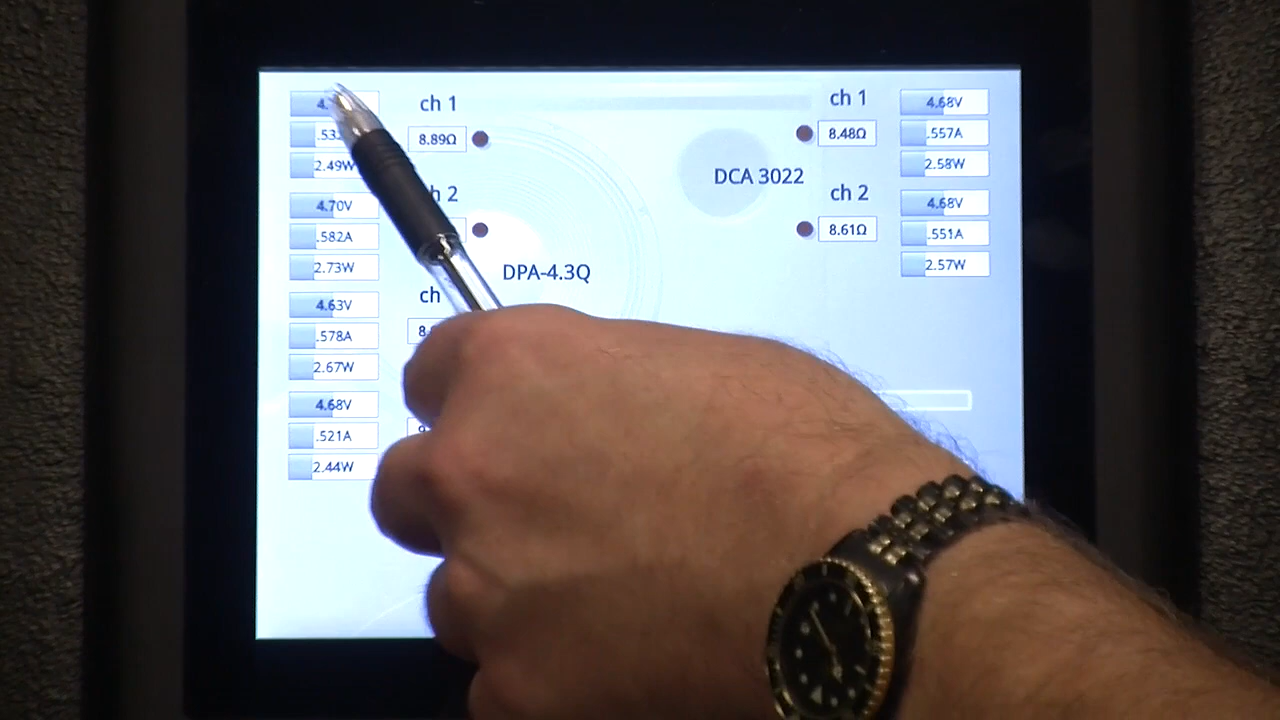 ch 1
8.89Ω
2.49W
4.70V
.582A
2.73W
4.63V
.578A
2.67W
4.68V
.521A
2.44W
DPA-4.3Q
ch
DCA 3022
ch 1
8.48Ω
ch 2
8.61Ω
4.68V
.557A
2.58W
4.68V
.551A
2.57W